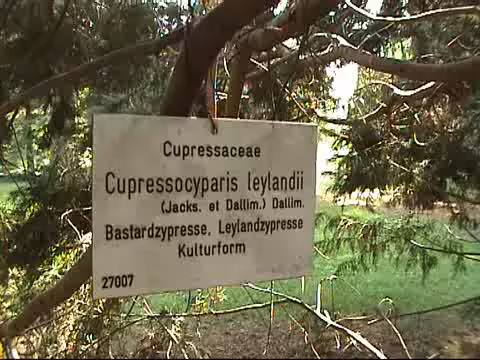 Cupressaceae
Cupressocyparis leylandii
(Jacks. et Dallim.) Dallim.
Bastardzypresse, Leylandzypresse
Kulturform
27007